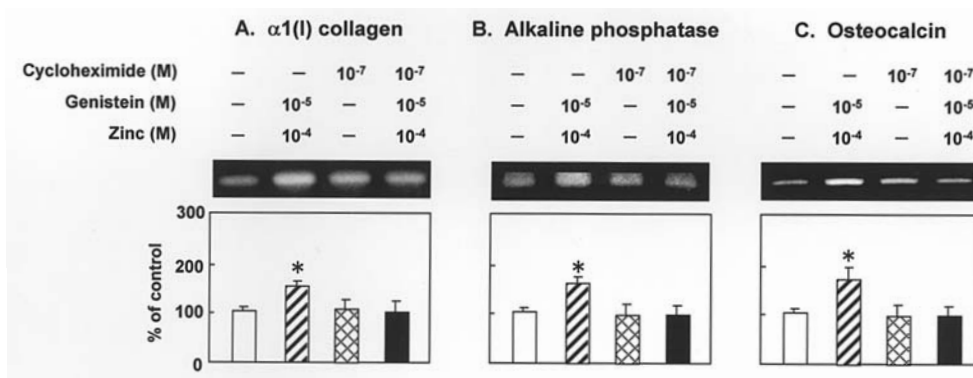 A. α1(I) collagen B. Alkaline phosphatase C. Osteocalcin
Cycloheximide (M) – – 10⁻⁷ 10⁻⁷ – – 10⁻⁷ 10⁻⁷ – – 10⁻⁷ 10⁻⁷
Genistein (M) – 10⁻⁵ – 10⁻⁵ – 10⁻⁵ – 10⁻⁵ – 10⁻⁵ – 10⁻⁵
Zinc (M) – 10⁻⁴ – 10⁻⁴ – 10⁻⁴ – 10⁻⁴ – 10⁻⁴ – 10⁻⁴
300
200
100
0
% of control
* * *